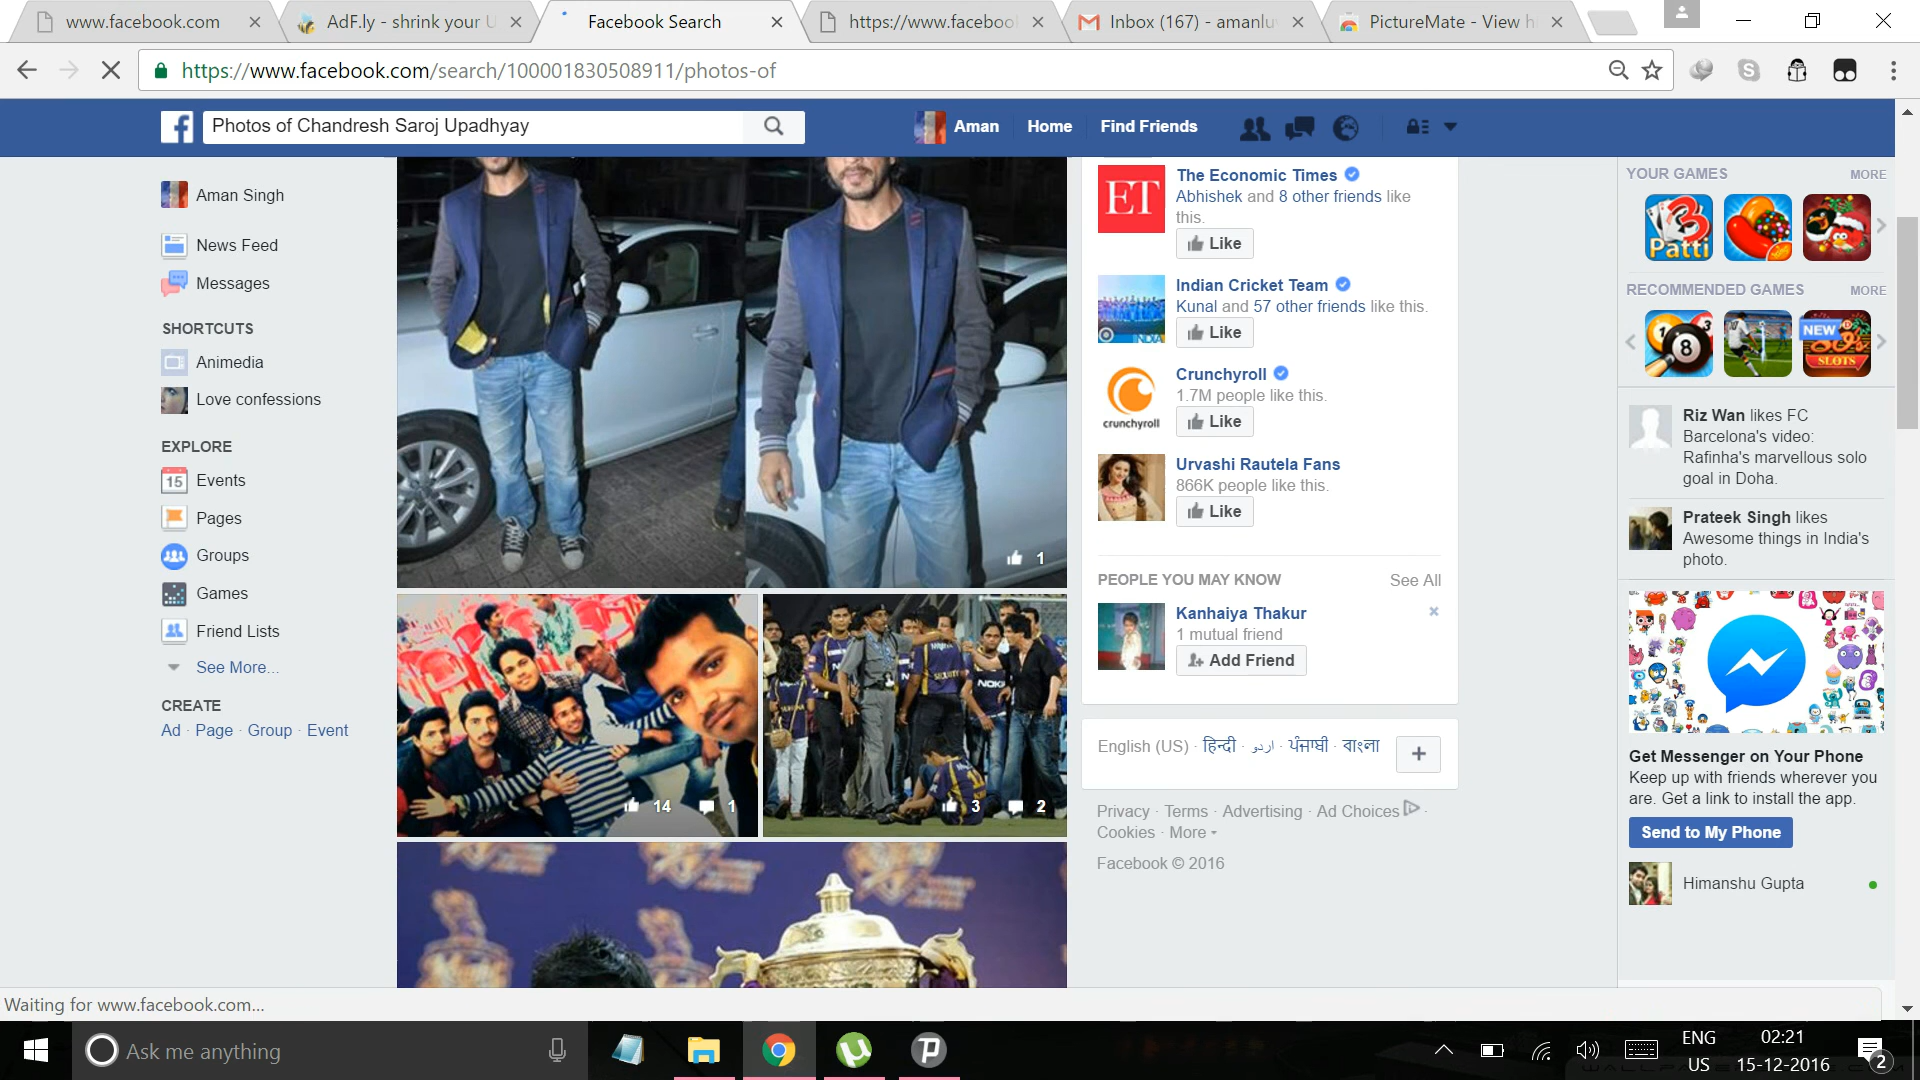 www.facebook.com
AdF.ly - shrink your U
Facebook Search
https://www.facebook
Inbox (167) - amanlu
PictureMate - View h
https://www.facebook.com/search/100001830508911/photos-of
Photos of Chandresh Saroj Upadhyay
Aman
Home
Find Friends
Aman Singh
News Feed
Messages
SHORTCUTS
Animedia
Love confessions
EXPLORE
15
Events
Pages
Groups
Games
Friend Lists
See More...
CREATE
Ad · Page · Group · Event
1
14
1
3
2
NOKIA
SECURITY
ET
The Economic Times
Abhishek and 8 other friends like
this.
Like
INDIA
Indian Cricket Team
Kunal and 57 other friends like this.
Like
crunchyroll
Crunchyroll
1.7M people like this.
Like
Urvashi Rautela Fans
866K people like this.
Like
PEOPLE YOU MAY KNOW
See All
Kanhaiya Thakur
1 mutual friend
Add Friend
English (US) · हिन्दी · اردو · ਪੰਜਾਬੀ · বাংলা
+
Privacy · Terms · Advertising · Ad Choices ·
Cookies · More
Facebook © 2016
YOUR GAMES
MORE
3
Patti
RECOMMENDED GAMES
MORE
8
NEW
SLOTS
Riz Wan likes FC
Barcelona's video:
Rafinha's marvellous solo
goal in Doha.
Prateek Singh likes
Awesome things in India's
photo.
Get Messenger on Your Phone
Keep up with friends wherever you
are. Get a link to install the app.
Send to My Phone
Himanshu Gupta
Waiting for www.facebook.com...
Ask me anything
ENG
US
02:21
15-12-2016
2